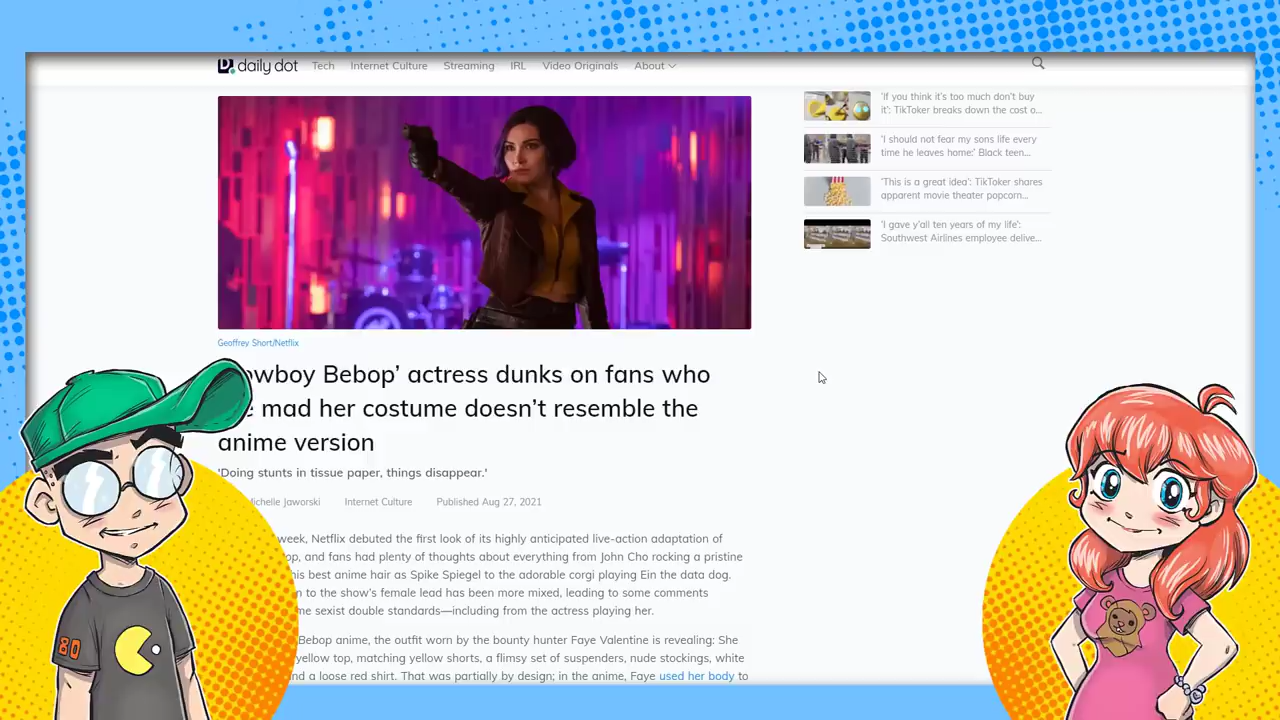 daily dot Tech Internet Culture Streaming IRL Video Originals About
'If you think it's too much don't buy
it': TikToker breaks down the cost o...
'I should not fear my sons life every
time he leaves home:' Black teen...
'This is a great idea': TikToker shares
apparent movie theater popcorn...
'I gave y'all ten years of my life':
Southwest Airlines employee delive...
Geoffrey Short/Netflix
owboy Bebop’ actress dunks on fans who
mad her costume doesn’t resemble the
anime version
'Doing stunts in tissue paper, things disappear.'
ichelle Jaworski Internet Culture Published Aug 27, 2021
week, Netflix debuted the first look of its highly anticipated live-action adaptation of
op, and fans had plenty of thoughts about everything from John Cho rocking a pristine
his best anime hair as Spike Spiegel to the adorable corgi playing Ein the data dog.
n to the show’s female lead has been more mixed, leading to some comments
me sexist double standards—including from the actress playing her.
Bebop anime, the outfit worn by the bounty hunter Faye Valentine is revealing: She
yellow top, matching yellow shorts, a flimsy set of suspenders, nude stockings, white
nd a loose red shirt. That was partially by design; in the anime, Faye used her body to
80